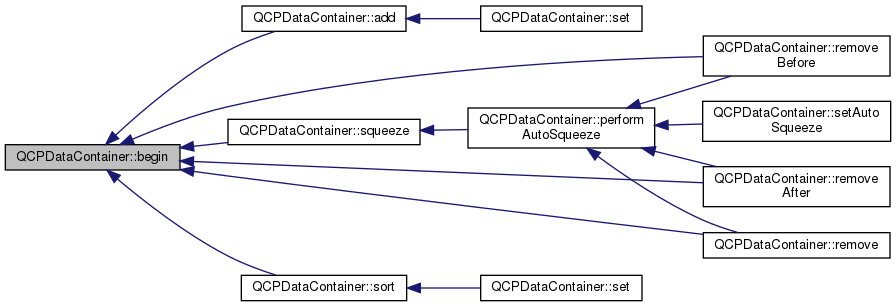 QCPDataContainer::add
QCPDataContainer::set
QCPDataContainer::remove
Before
QCPDataContainer::squeeze
QCPDataContainer::perform
AutoSqueeze
QCPDataContainer::setAuto
Squeeze
QCPDataContainer::begin
QCPDataContainer::remove
After
QCPDataContainer::remove
QCPDataContainer::sort
QCPDataContainer::set